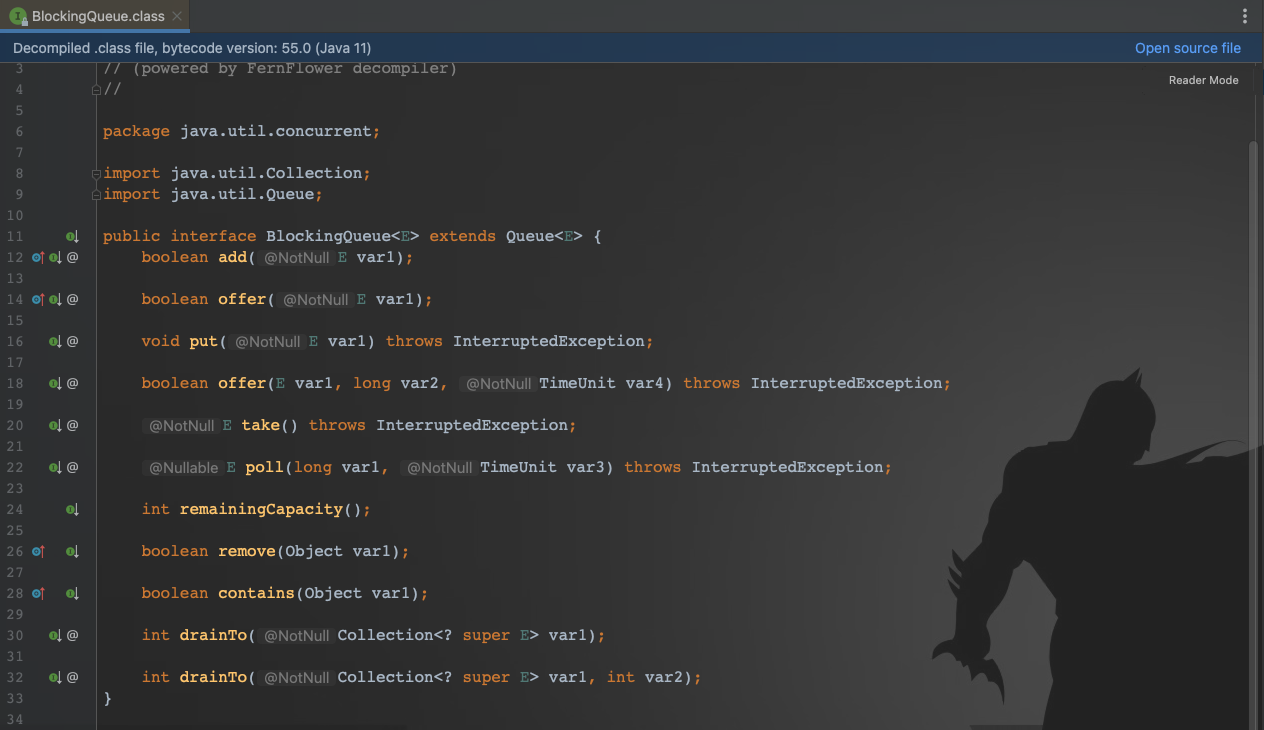 BlockingQueue.class
Decompiled .class file, bytecode version: 55.0 (Java 11) Open source file
3 // (powered by FernFlower decompiler)
Reader Mode
4 //
5
6 package java.util.concurrent;
7
8 import java.util.Collection;
9 import java.util.Queue;
10
11 public interface BlockingQueue<E> extends Queue<E> {
12 @ boolean add( @NotNull E var1);
13
14 @ boolean offer( @NotNull E var1);
15
16 @ void put( @NotNull E var1) throws InterruptedException;
17
18 @ boolean offer(E var1, long var2, @NotNull TimeUnit var4) throws InterruptedException;
19
20 @ @NotNull E take() throws InterruptedException;
21
22 @ @Nullable E poll(long var1, @NotNull TimeUnit var3) throws InterruptedException;
23
24 int remainingCapacity();
25
26 boolean remove(Object var1);
27
28 boolean contains(Object var1);
29
30 @ int drainTo( @NotNull Collection<? super E> var1);
31
32 @ int drainTo( @NotNull Collection<? super E> var1, int var2);
33 }
34